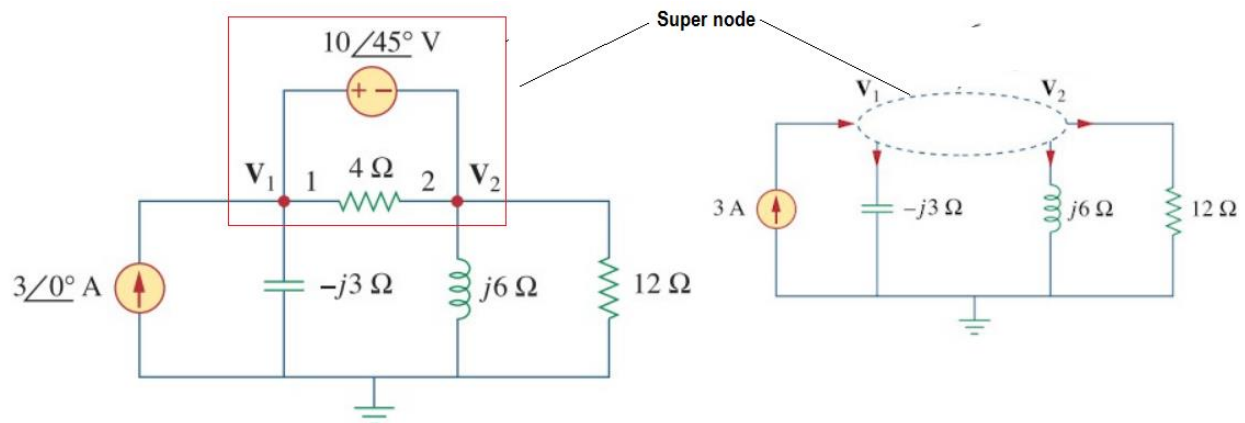 Super node
10∠45° V
+ −
V₁ 1 4 Ω 2 V₂
3∠0° A
−j3 Ω
j6 Ω
12 Ω
V₁ V₂
3 A
−j3 Ω
j6 Ω
12 Ω